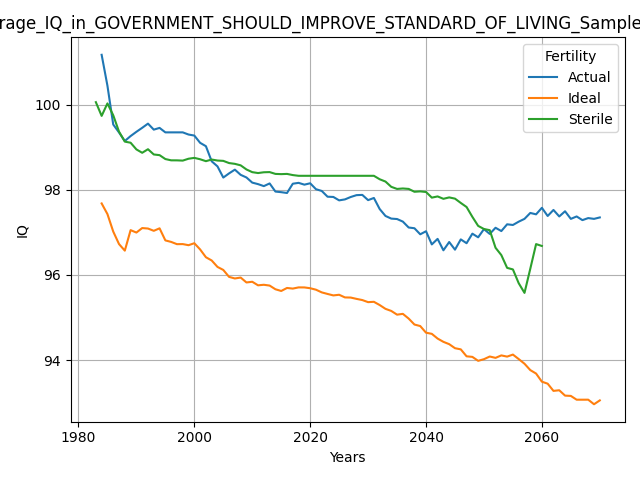 rage_IQ_in_GOVERNMENT_SHOULD_IMPROVE_STANDARD_OF_LIVING_Sample
Fertility
Actual
Ideal
Sterile
100
98
96
94
IQ
1980
2000
2020
2040
2060
Years